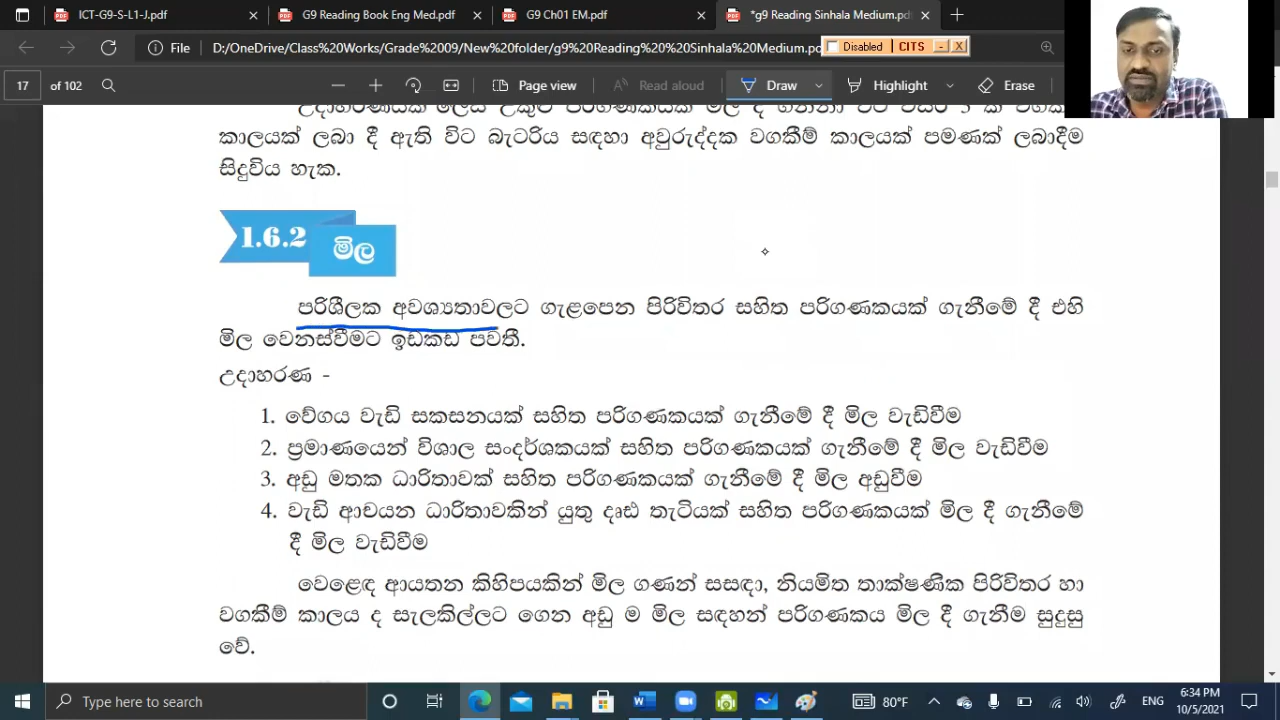 ICT-G9-S-L1-J.pdf
G9 Reading Book Eng Med.pdf
G9 Ch01 EM.pdf
*g9 Reading Sinhala Medium.pdf
File
D:/OneDrive/Class%20Works/Grade%2009/New%20folder/g9%20Reading%20%20Sinhala%20Medium.pd
Disabled CITS - X
17 of 102
Page view
Read aloud
Draw
Highlight
Erase
කාලයක් ලබා දී ඇති විට බැටරිය සඳහා අවුරුද්දක වගකීම් කාලයක් පමණක් ලබාදීම
සිදුවිය හැක.
1.6.2 මිල
පරිශීලක අවශ්‍යතාවලට ගැළපෙන පිරිවිතර සහිත පරිගණකයක් ගැනීමේ දී එහි
මිල වෙනස්වීමට ඉඩකඩ පවතී.
උදාහරණ -
1. වේගය වැඩි සකසනයක් සහිත පරිගණකයක් ගැනීමේ දී මිල වැඩිවීම
2. ප්‍රමාණයෙන් විශාල සංදර්ශකයක් සහිත පරිගණකයක් ගැනීමේ දී මිල වැඩිවීම
3. අඩු මතක ධාරිතාවක් සහිත පරිගණකයක් ගැනීමේ දී මිල අඩුවීම
4. වැඩි ආචයන ධාරිතාවකින් යුතු දෘඪ තැටියක් සහිත පරිගණකයක් මිල දී ගැනීමේ
දී මිල වැඩිවීම
වෙළෙඳ ආයතන කිහිපයකින් මිල ගණන් සසඳා, නියමිත තාක්ෂණික පිරිවිතර හා
වගකීම් කාලය ද සැලකිල්ලට ගෙන අඩු ම මිල සඳහන් පරිගණකය මිල දී ගැනීම සුදුසු
වේ.
Type here to search
80°F
ENG
6:34 PM
10/5/2021